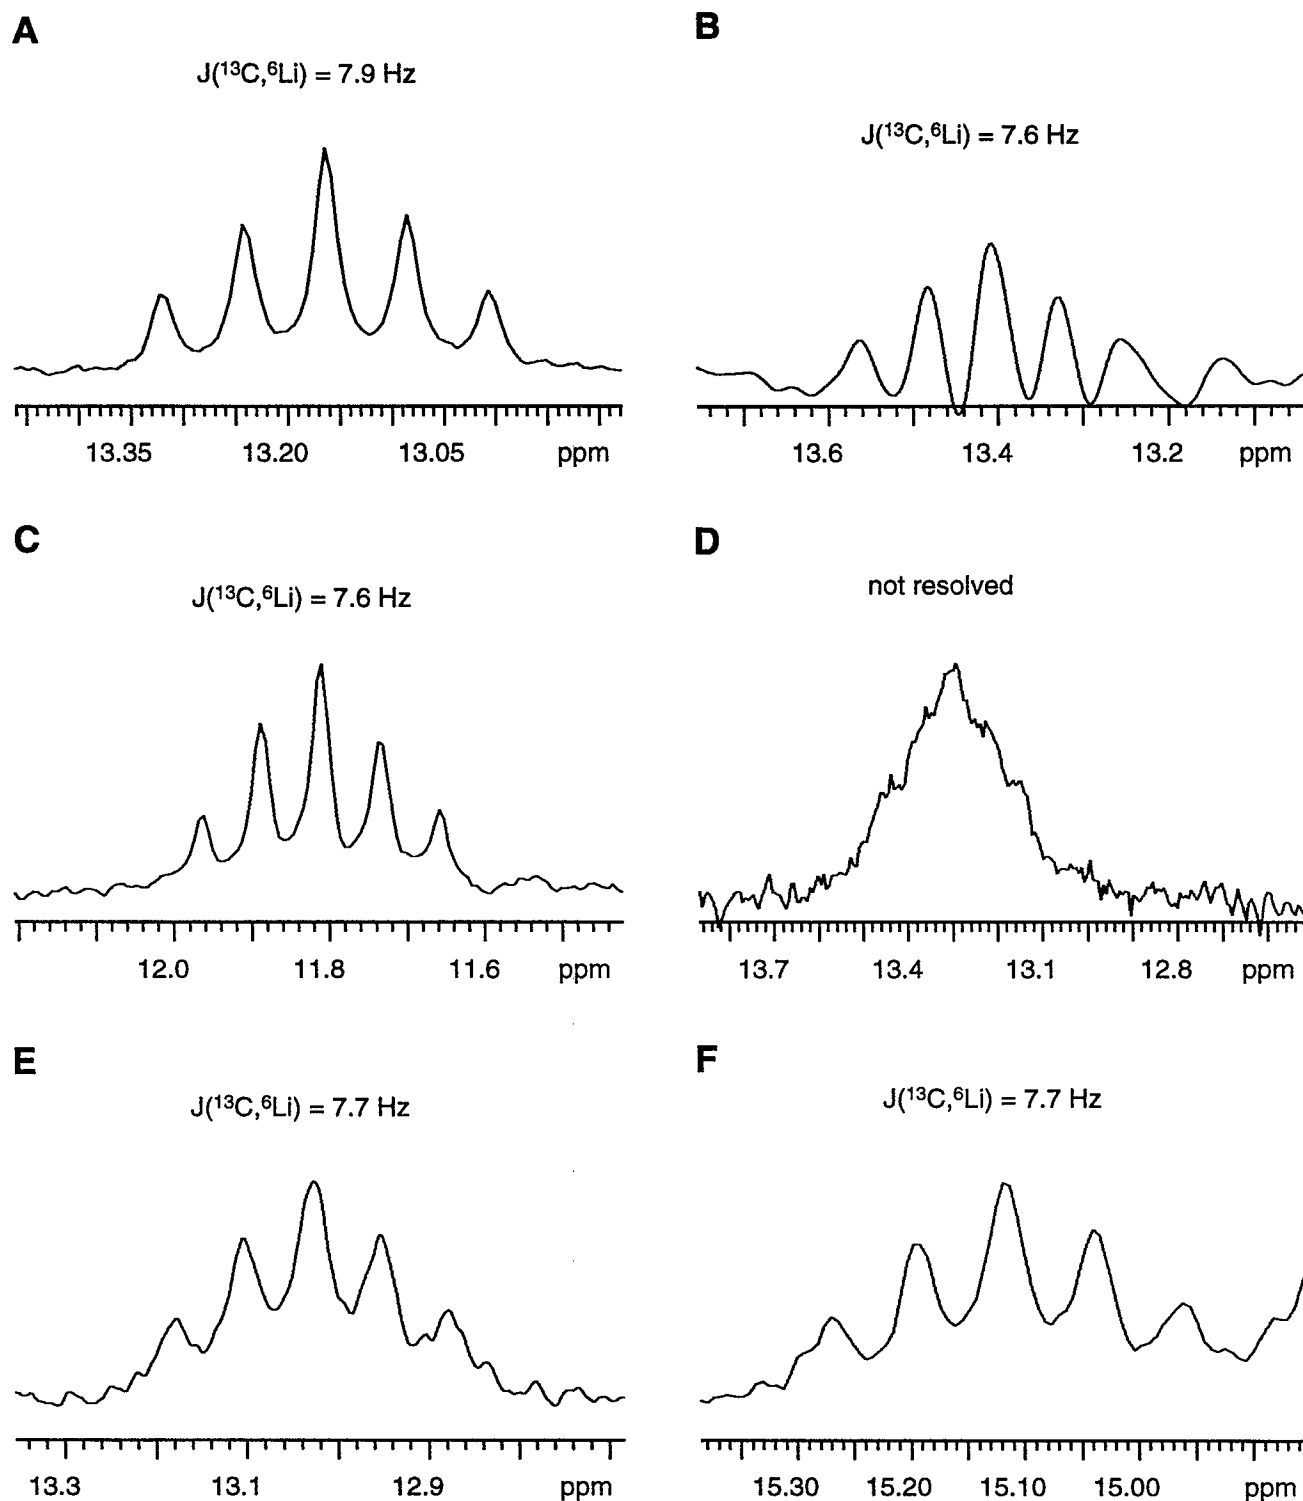 A
B
J(¹³C,⁶Li) = 7.9 Hz
J(¹³C,⁶Li) = 7.6 Hz
13.35 13.20 13.05 ppm
13.6 13.4 13.2 ppm
C
D
J(¹³C,⁶Li) = 7.6 Hz
not resolved
12.0 11.8 11.6 ppm
13.7 13.4 13.1 12.8 ppm
E
F
J(¹³C,⁶Li) = 7.7 Hz
J(¹³C,⁶Li) = 7.7 Hz
13.3 13.1 12.9 ppm
15.30 15.20 15.10 15.00 ppm